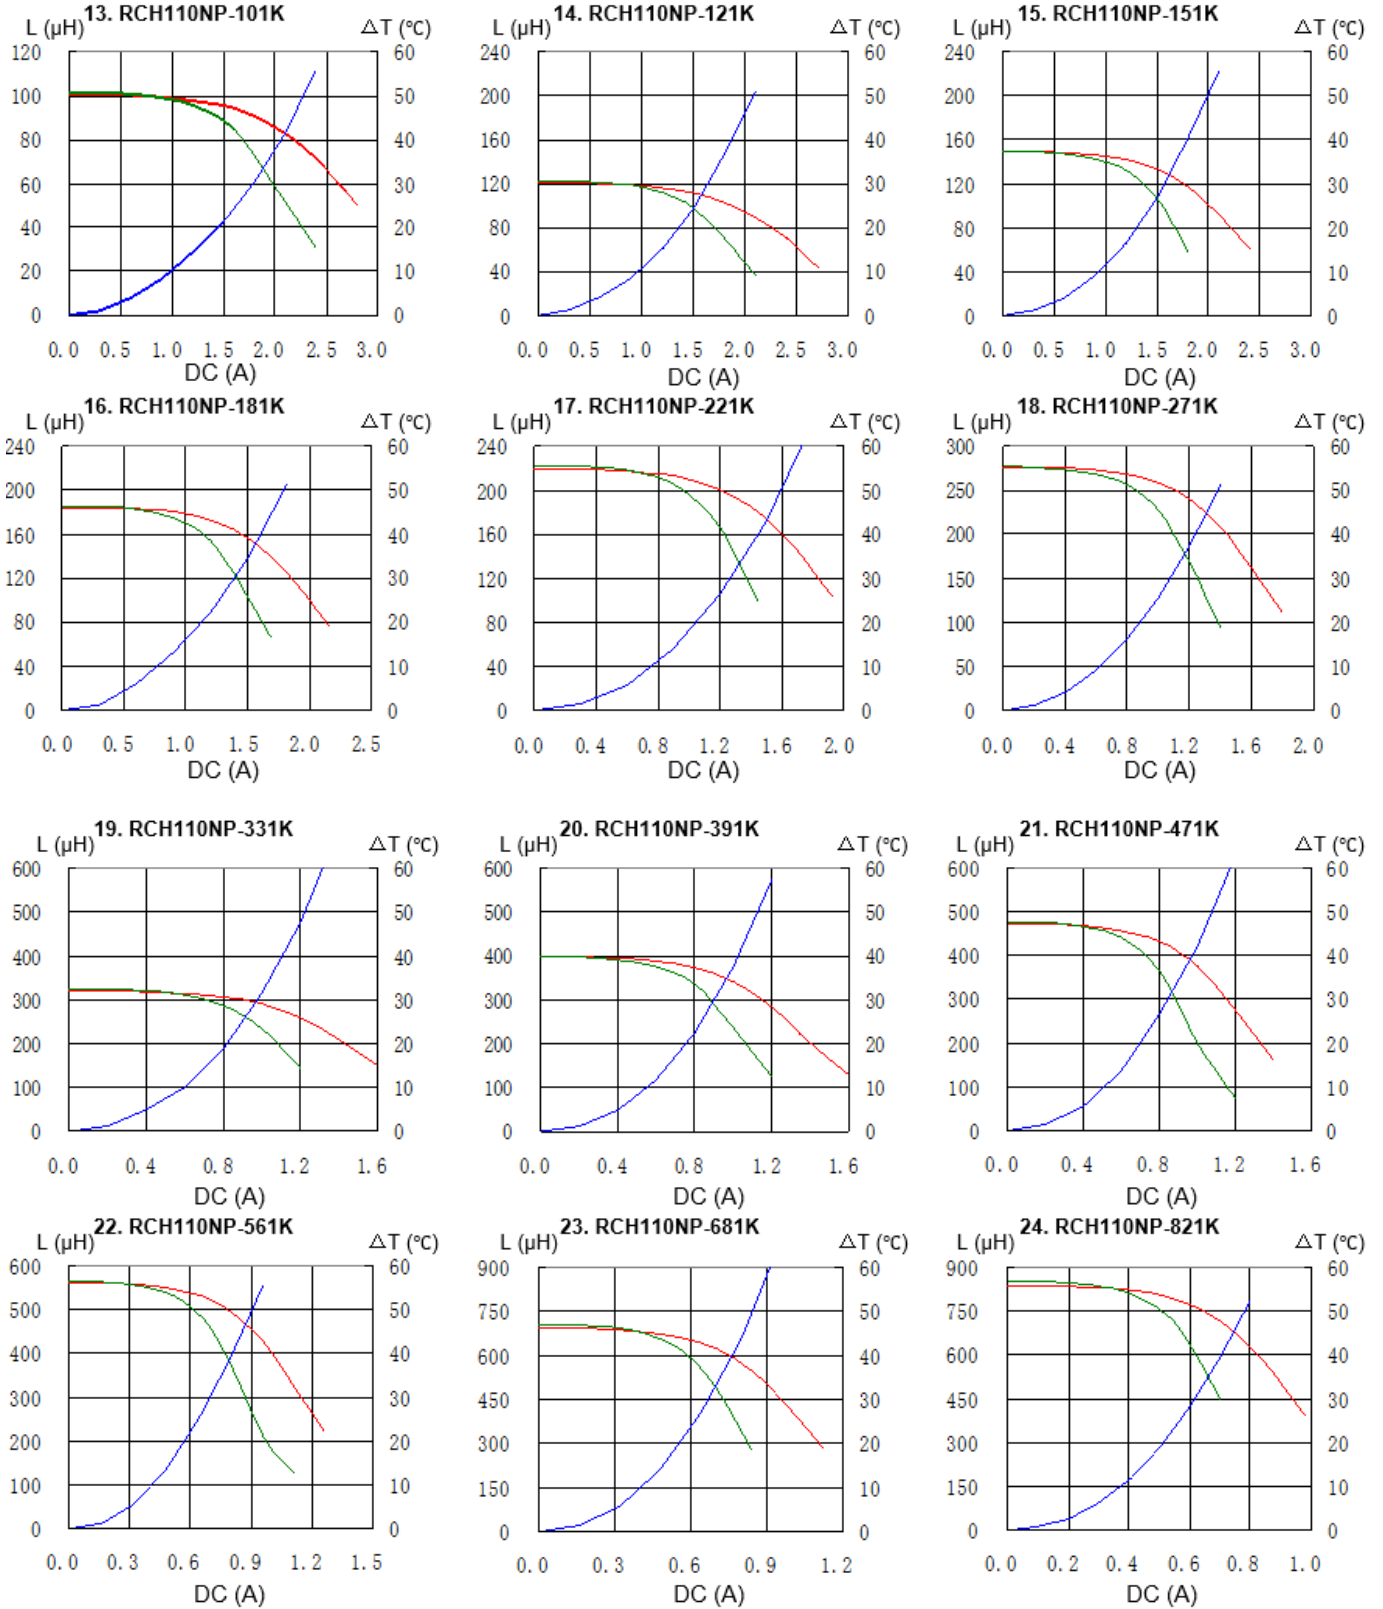 13. RCH110NP-101K
L (μH)
△T (℃)
120 60
100 50
80 40
60 30
40 20
20 10
0 0
0.0 0.5 1.0 1.5 2.0 2.5 3.0
DC (A)
14. RCH110NP-121K
L (μH)
△T (℃)
240 60
200 50
160 40
120 30
80 20
40 10
0 0
0.0 0.5 1.0 1.5 2.0 2.5 3.0
DC (A)
15. RCH110NP-151K
L (μH)
△T (℃)
240 60
200 50
160 40
120 30
80 20
40 10
0 0
0.0 0.5 1.0 1.5 2.0 2.5 3.0
DC (A)
16. RCH110NP-181K
L (μH)
△T (℃)
240 60
200 50
160 40
120 30
80 20
40 10
0 0
0.0 0.5 1.0 1.5 2.0 2.5
DC (A)
17. RCH110NP-221K
L (μH)
△T (℃)
240 60
200 50
160 40
120 30
80 20
40 10
0 0
0.0 0.4 0.8 1.2 1.6 2.0
DC (A)
18. RCH110NP-271K
L (μH)
△T (℃)
300 60
250 50
200 40
150 30
100 20
50 10
0 0
0.0 0.4 0.8 1.2 1.6 2.0
DC (A)
19. RCH110NP-331K
L (μH)
△T (℃)
600 60
500 50
400 40
300 30
200 20
100 10
0 0
0.0 0.4 0.8 1.2 1.6
DC (A)
20. RCH110NP-391K
L (μH)
△T (℃)
600 60
500 50
400 40
300 30
200 20
100 10
0 0
0.0 0.4 0.8 1.2 1.6
DC (A)
21. RCH110NP-471K
L (μH)
△T (℃)
600 60
500 50
400 40
300 30
200 20
100 10
0 0
0.0 0.4 0.8 1.2 1.6
DC (A)
22. RCH110NP-561K
L (μH)
△T (℃)
600 60
500 50
400 40
300 30
200 20
100 10
0 0
0.0 0.3 0.6 0.9 1.2 1.5
DC (A)
23. RCH110NP-681K
L (μH)
△T (℃)
900 60
750 50
600 40
450 30
300 20
150 10
0 0
0.0 0.3 0.6 0.9 1.2
DC (A)
24. RCH110NP-821K
L (μH)
△T (℃)
900 60
750 50
600 40
450 30
300 20
150 10
0 0
0.0 0.2 0.4 0.6 0.8 1.0
DC (A)